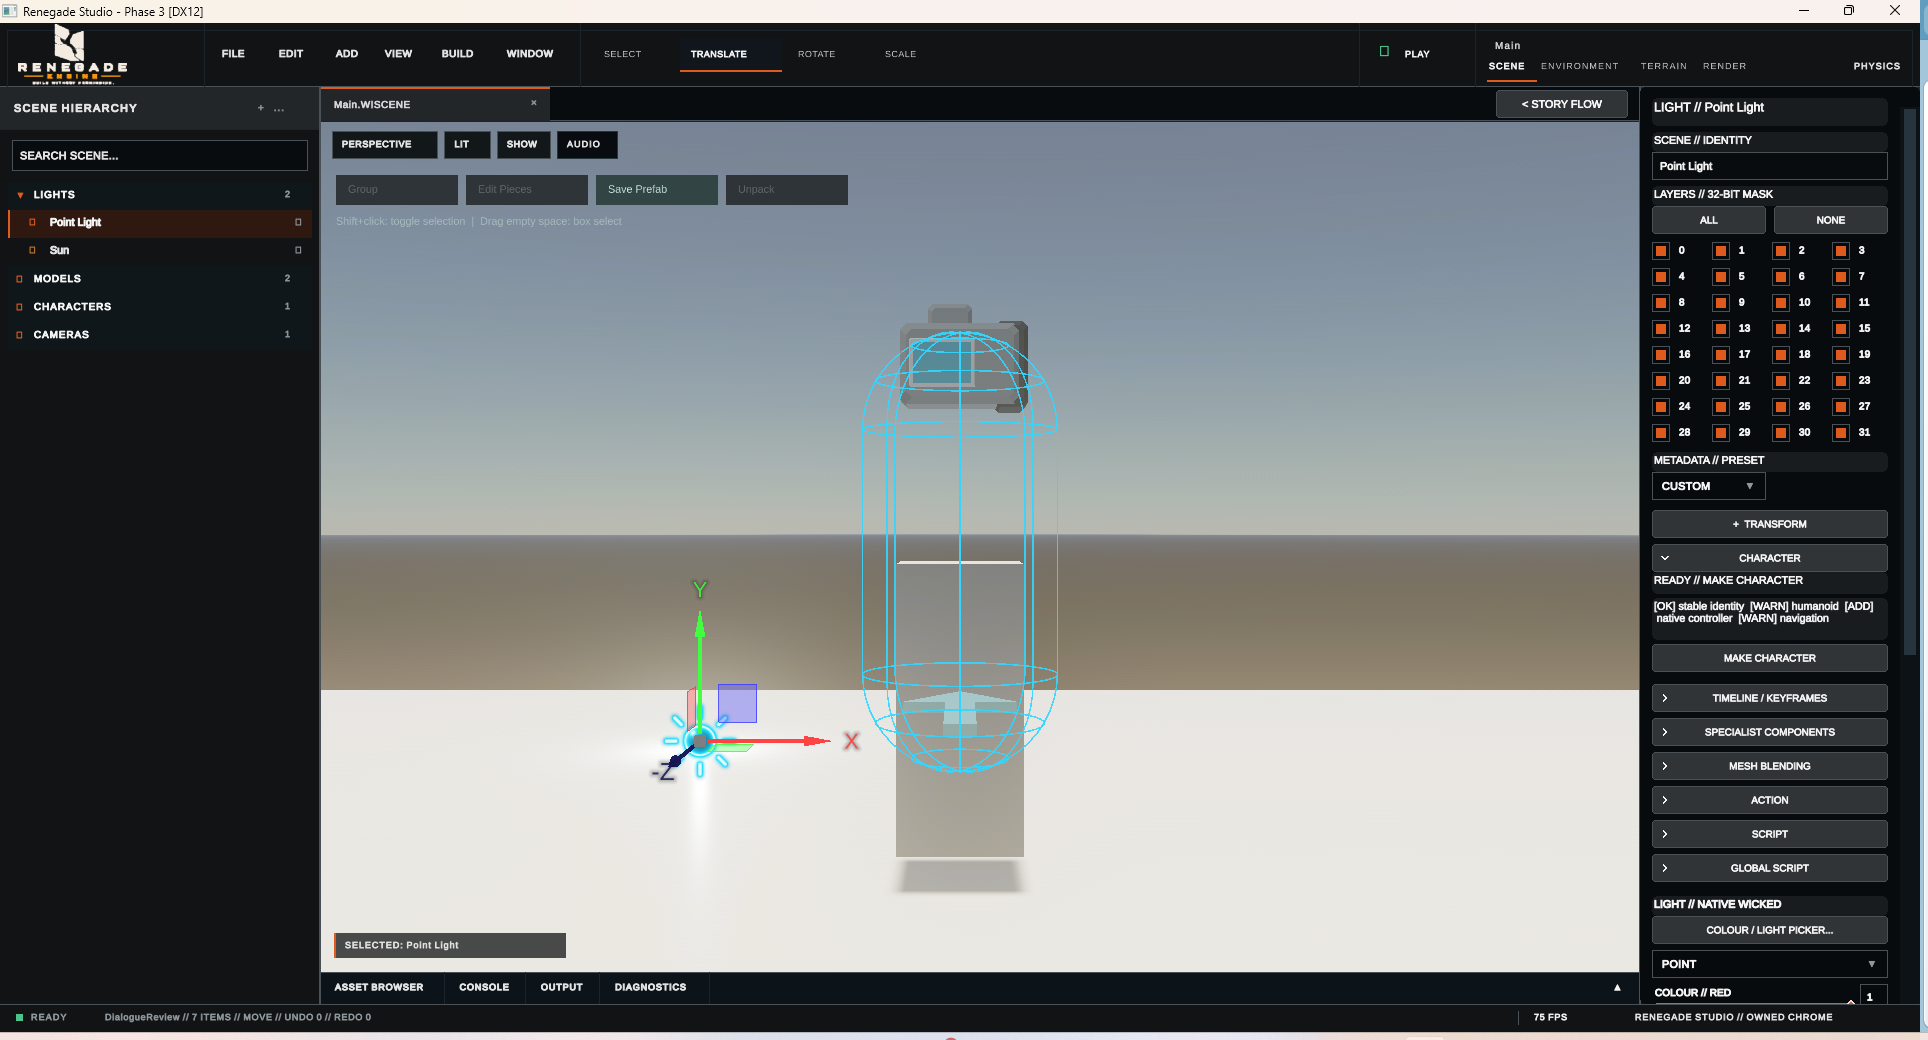 Renegade Studio - Phase 3 [DX12]
RENEGADE
ENGINE
BUILD WITHOUT PERMISSION.
FILE EDIT ADD VIEW BUILD WINDOW SELECT TRANSLATE ROTATE SCALE PLAY
Main
SCENE ENVIRONMENT TERRAIN RENDER PHYSICS
SCENE HIERARCHY + ...
SEARCH SCENE...
LIGHTS 2
Point Light
Sun
MODELS 2
CHARACTERS 1
CAMERAS 1
Main.WISCENE ×
< STORY FLOW
PERSPECTIVE LIT SHOW AUDIO
Group Edit Pieces Save Prefab Unpack
Shift+click: toggle selection | Drag empty space: box select
Y
X
-Z
SELECTED: Point Light
ASSET BROWSER CONSOLE OUTPUT DIAGNOSTICS
LIGHT // Point Light
SCENE // IDENTITY
Point Light
LAYERS // 32-BIT MASK
ALL NONE
0 1 2 3
4 5 6 7
8 9 10 11
12 13 14 15
16 17 18 19
20 21 22 23
24 25 26 27
28 29 30 31
METADATA // PRESET
CUSTOM
+ TRANSFORM
CHARACTER
READY // MAKE CHARACTER
[OK] stable identity [WARN] humanoid [ADD]
native controller [WARN] navigation
MAKE CHARACTER
TIMELINE / KEYFRAMES
SPECIALIST COMPONENTS
MESH BLENDING
ACTION
SCRIPT
GLOBAL SCRIPT
LIGHT // NATIVE WICKED
COLOUR / LIGHT PICKER...
POINT
COLOUR // RED 1
READY DialogueReview // 7 ITEMS // MOVE // UNDO 0 // REDO 0 75 FPS RENEGADE STUDIO // OWNED CHROME